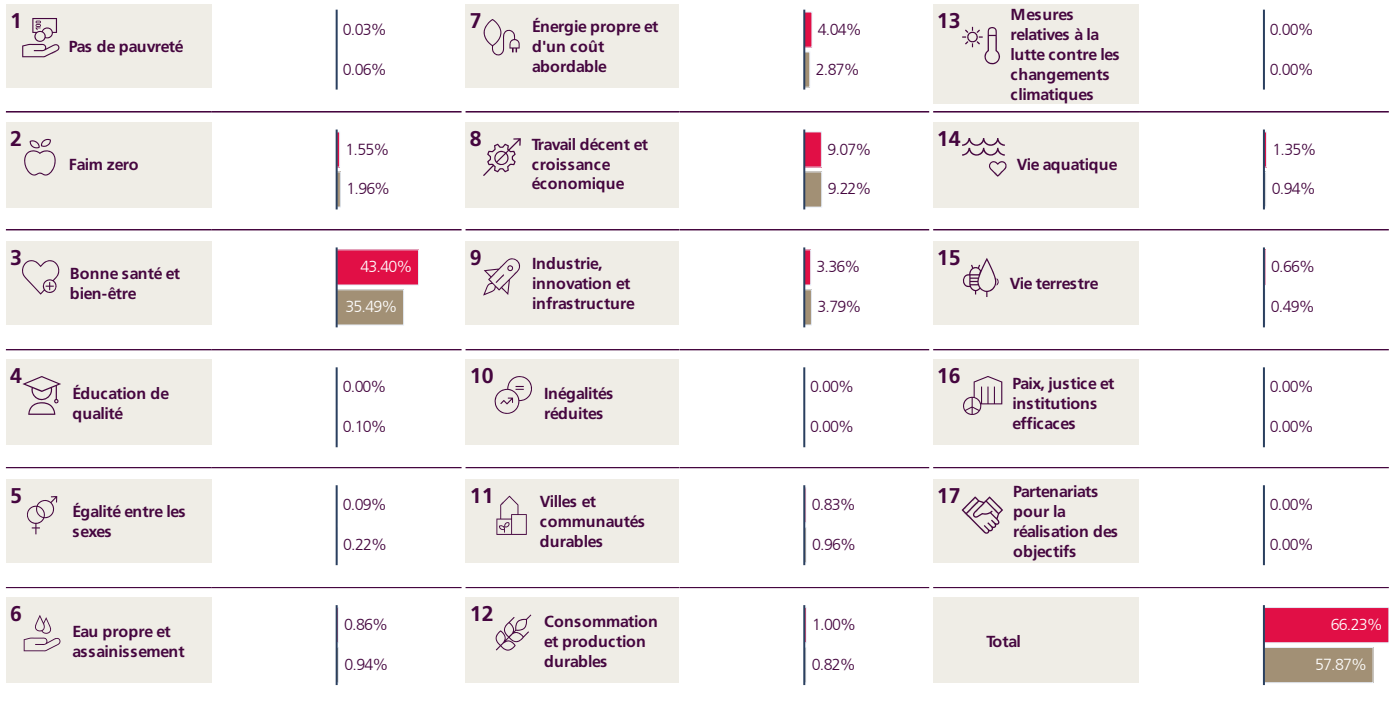 1
Pas de pauvreté
0.03%
0.06%
2
Faim zero
1.55%
1.96%
3
Bonne santé et
bien-être
43.40%
35.49%
4
Éducation de
qualité
0.00%
0.10%
5
Égalité entre les
sexes
0.09%
0.22%
6
Eau propre et
assainissement
0.86%
0.94%
7
Énergie propre et
d'un coût
abordable
4.04%
2.87%
8
Travail décent et
croissance
économique
9.07%
9.22%
9
Industrie,
innovation et
infrastructure
3.36%
3.79%
10
Inégalités
réduites
0.00%
0.00%
11
Villes et
communautés
durables
0.83%
0.96%
12
Consommation
et production
durables
1.00%
0.82%
13
Mesures
relatives à la
lutte contre les
changements
climatiques
0.00%
0.00%
14
Vie aquatique
1.35%
0.94%
15
Vie terrestre
0.66%
0.49%
16
Paix, justice et
institutions
efficaces
0.00%
0.00%
17
Partenariats
pour la
réalisation des
objectifs
0.00%
0.00%
Total
66.23%
57.87%